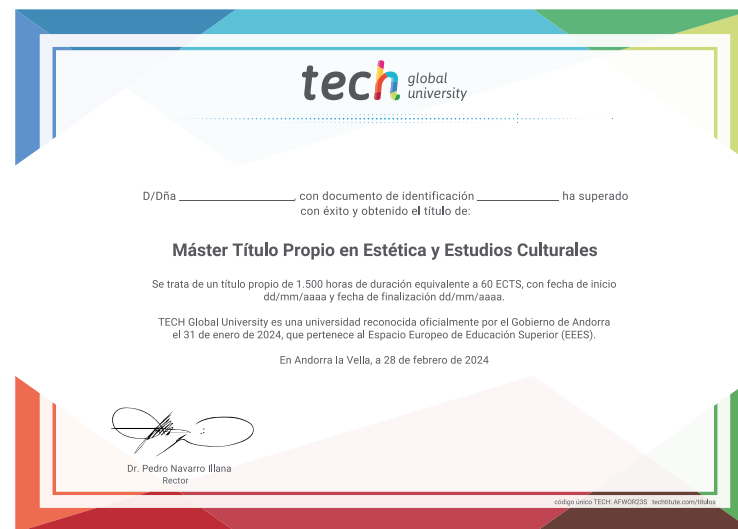 tech global university
D/Dña ____________________, con documento de identificación ______________ ha superado
con éxito y obtenido el título de:
Máster Título Propio en Estética y Estudios Culturales
Se trata de un título propio de 1.500 horas de duración equivalente a 60 ECTS, con fecha de inicio
dd/mm/aaaa y fecha de finalización dd/mm/aaaa.
TECH Global University es una universidad reconocida oficialmente por el Gobierno de Andorra
el 31 de enero de 2024, que pertenece al Espacio Europeo de Educación Superior (EEES).
En Andorra la Vella, a 28 de febrero de 2024
Dr. Pedro Navarro Illana
Rector
código único TECH: AFWOR23S techtitute.com/titulos